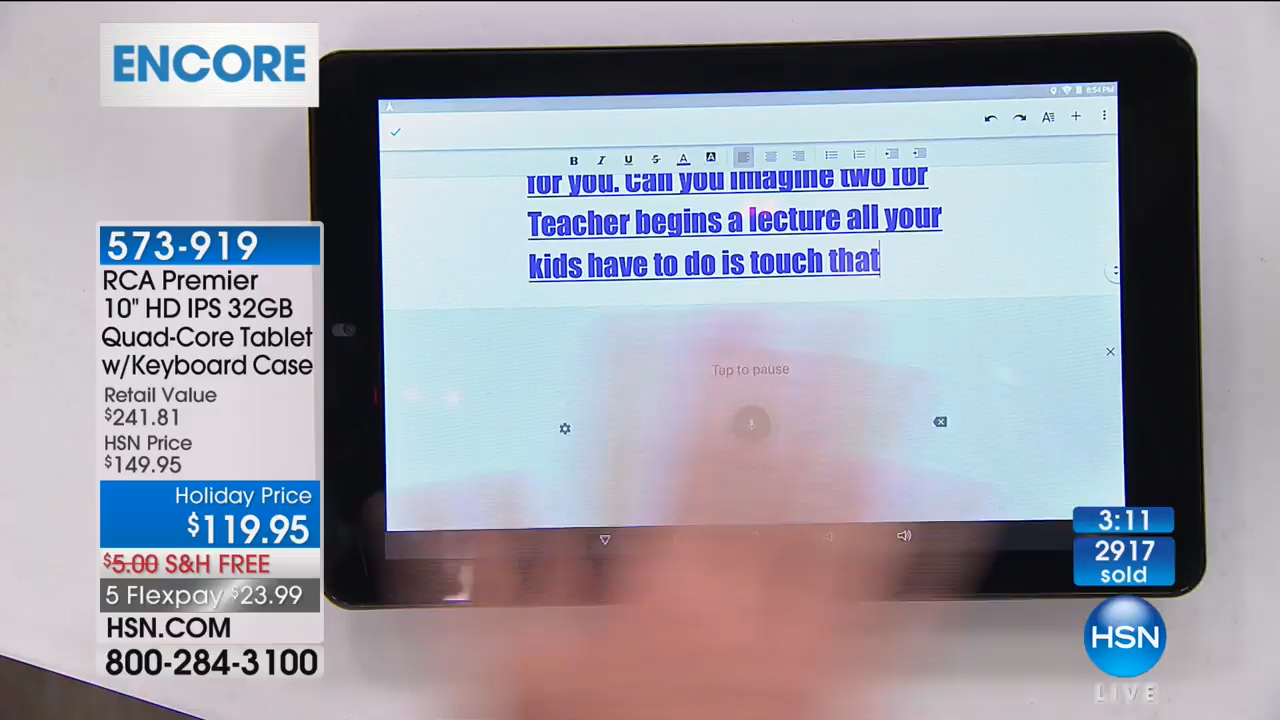 ENCORE
573-919
RCA Premier
10" HD IPS 32GB
Quad-Core Tablet
w/Keyboard Case
Retail Value
$241.81
HSN Price
$149.95
Holiday Price
$119.95
$5.00 S&H FREE
5 Flexpay $23.99
HSN.COM
800-284-3100
8:54 PM
B I U S A A
for you. Can you imagine two for
Teacher begins a lecture all your
kids have to do is touch that
Tap to pause
3:11
2917
sold
HSN
LIVE